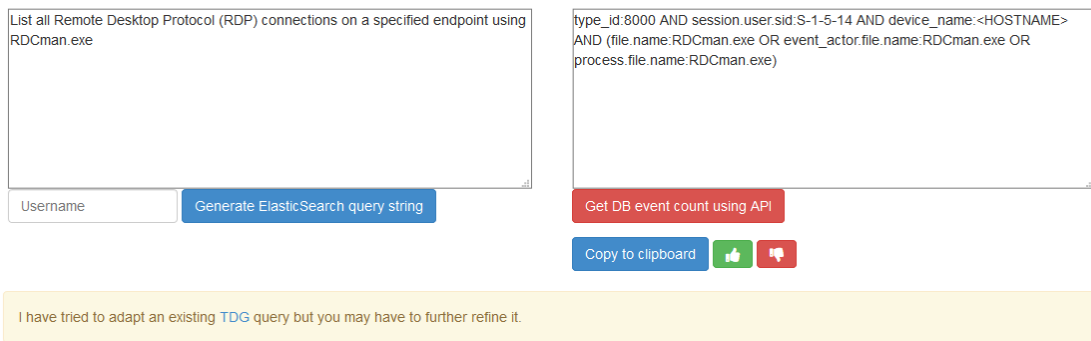 List all Remote Desktop Protocol (RDP) connections on a specified endpoint using
RDCman.exe
type_id:8000 AND session.user.sid:S-1-5-14 AND device_name:<HOSTNAME>
AND (file.name:RDCman.exe OR event_actor.file.name:RDCman.exe OR
process.file.name:RDCman.exe)
Username
Generate ElasticSearch query string
Get DB event count using API
Copy to clipboard
I have tried to adapt an existing TDG query but you may have to further refine it.